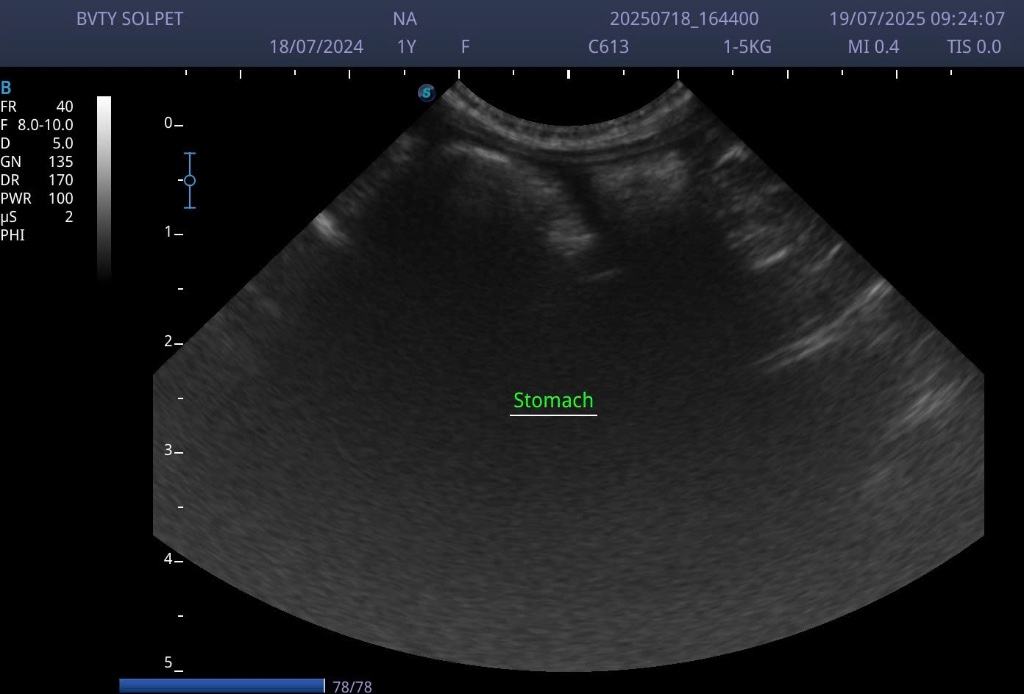 BVTY SOLPET NA 20250718_164400 19/07/2025 09:24:07
18/07/2024 1Y F C613 1-5KG MI 0.4 TIS 0.0
B
FR 40
F 8.0-10.0
D 5.0
GN 135
DR 170
PWR 100
µS 2
PHI
S
0
1
2
3
4
5
Stomach
78/78